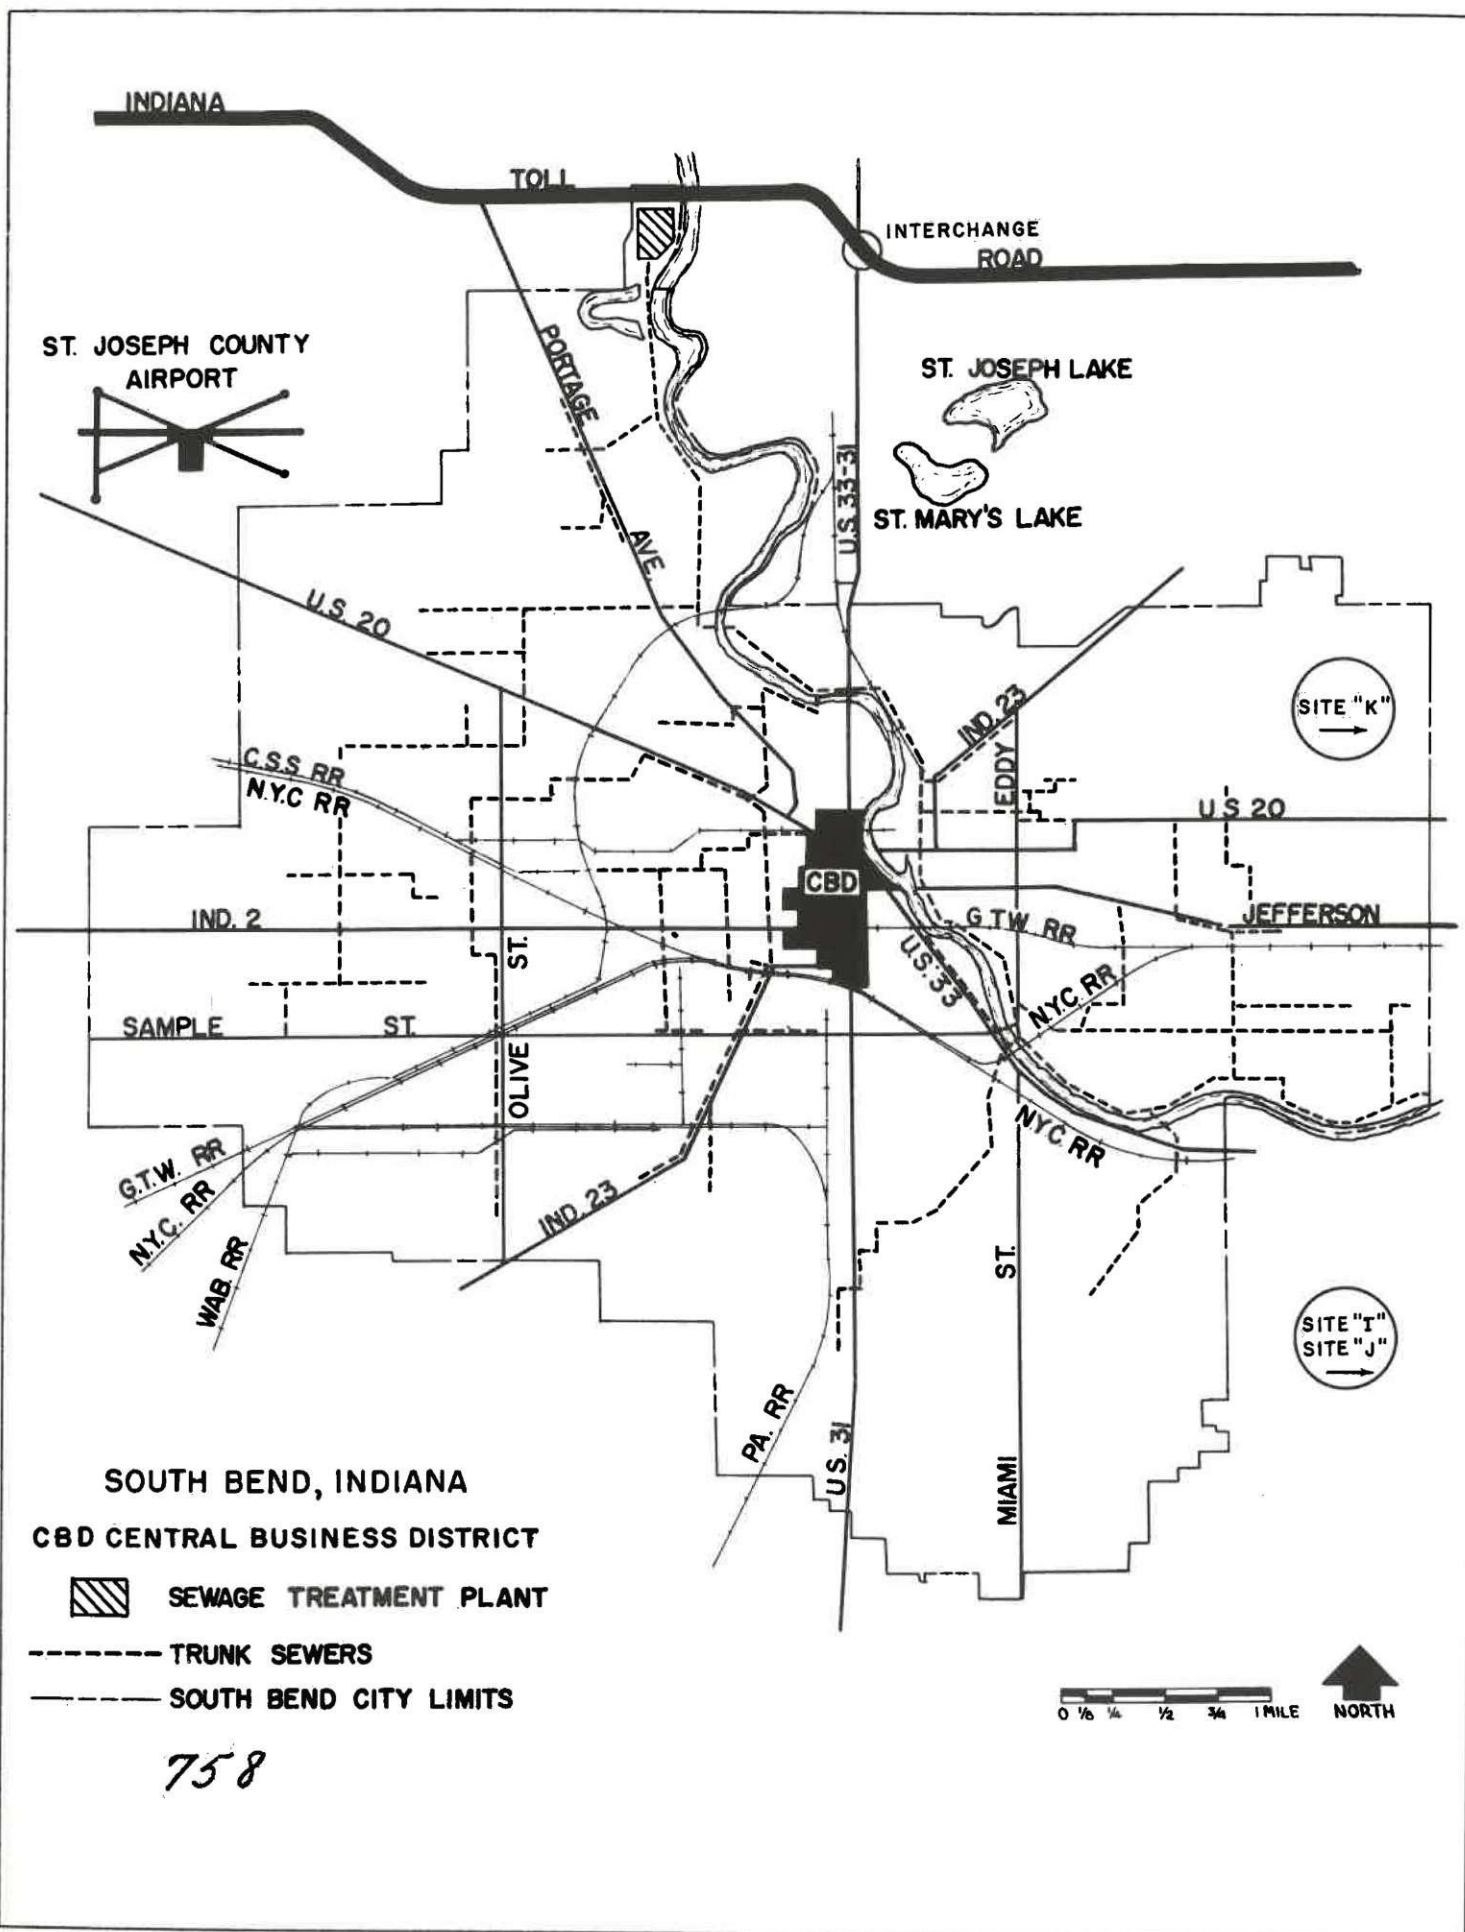 INDIANA
TOLL
INTERCHANGE
ROAD
ST. JOSEPH COUNTY
AIRPORT
PORTAGE
AVE.
ST. JOSEPH LAKE
U.S. 33-31
ST. MARY'S LAKE
U.S. 20
SITE "K"
IND. 23
EDDY
C.S.S RR
N.Y.C RR
U S 20
CBD
IND. 2
ST.
G T W RR
JEFFERSON
U.S. 33
N.Y.C RR
SAMPLE ST.
OLIVE
N.Y.C. RR
G.T.W. RR
N.Y.C. RR
WAB. RR
IND. 23
ST.
SITE "I"
SITE "J"
PA. RR
U.S. 31
MIAMI
SOUTH BEND, INDIANA
CBD CENTRAL BUSINESS DISTRICT
SEWAGE TREATMENT PLANT
TRUNK SEWERS
SOUTH BEND CITY LIMITS
0 1/8 1/4 1/2 3/4 1 MILE
NORTH
758